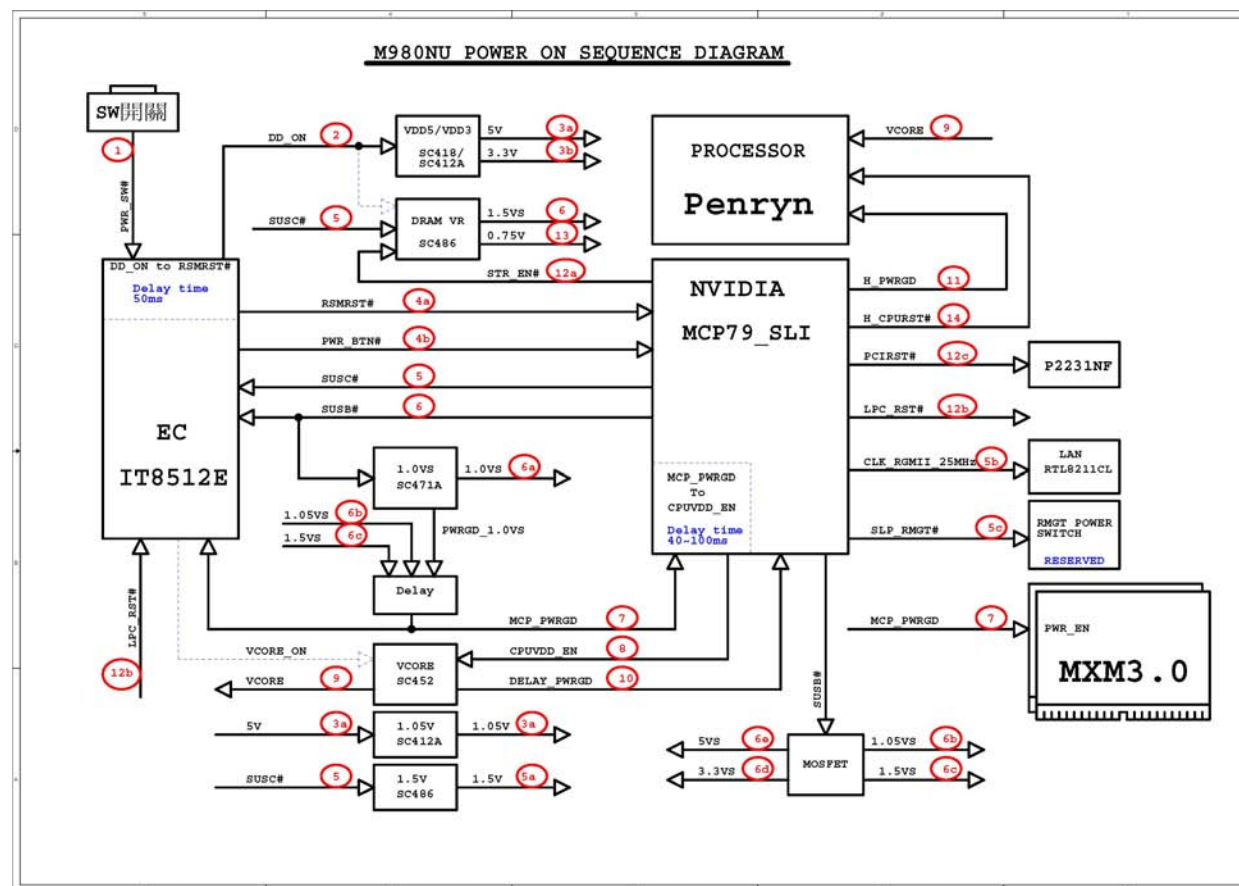 M980NU POWER ON SEQUENCE DIAGRAM
SW開關
1
PWR_SW#
DD_ON
2
VDD5/VDD3
SC418/
SC412A
5V
3a
3.3V
3b
SUSC#
5
DRAM VR
SC486
1.5VS
6
0.75V
13
STR_EN#
12a
PROCESSOR
Penryn
VCORE
9
DD_ON to RSMRST#
Delay time
50ms
EC
IT8512E
RSMRST#
4a
PWR_BTN#
4b
SUSC#
5
SUSB#
6
NVIDIA
MCP79_SLI
MCP_PWRGD
To
CPUVDD_EN
Delay time
40~100ms
H_PWRGD
11
H_CPURST#
14
PCIRST#
12c
P2231NF
LPC_RST#
12b
CLK_RGMII_25MHz
5b
LAN
RTL8211CL
SLP_RMGT#
5c
RMGT POWER
SWITCH
RESERVED
1.0VS
SC471A
1.0VS
6a
1.05VS
6b
1.5VS
6c
PWRGD_1.0VS
Delay
MCP_PWRGD
7
MCP_PWRGD
7
PWR_EN
MXM3.0
LPC_RST#
12b
VCORE_ON
VCORE
SC452
CPUVDD_EN
8
VCORE
9
DELAY_PWRGD
10
SUSB#
5V
3a
1.05V
SC412A
1.05V
3a
SUSC#
5
1.5V
SC486
1.5V
5a
5VS
6e
3.3VS
6d
MOSFET
1.05VS
6b
1.5VS
6c